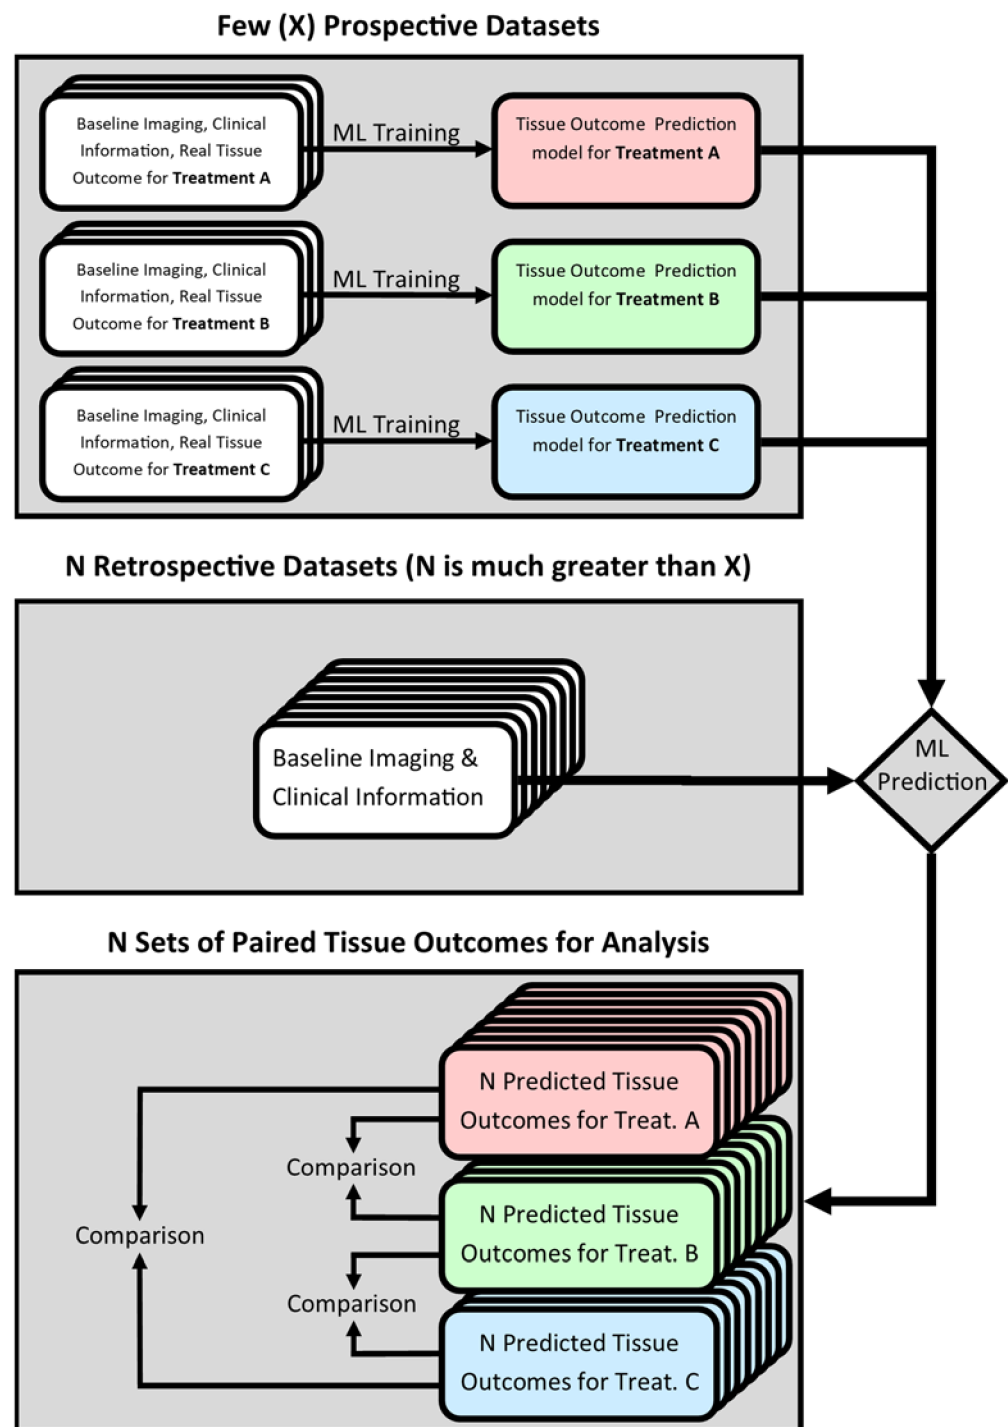 Few (X) Prospective Datasets
Baseline Imaging, Clinical
Information, Real Tissue
Outcome for Treatment A
ML Training
Tissue Outcome Prediction
model for Treatment A
Baseline Imaging, Clinical
Information, Real Tissue
Outcome for Treatment B
ML Training
Tissue Outcome Prediction
model for Treatment B
Baseline Imaging, Clinical
Information, Real Tissue
Outcome for Treatment C
ML Training
Tissue Outcome Prediction
model for Treatment C
N Retrospective Datasets (N is much greater than X)
Baseline Imaging &
Clinical Information
ML
Prediction
N Sets of Paired Tissue Outcomes for Analysis
N Predicted Tissue
Outcomes for Treat. A
Comparison
N Predicted Tissue
Outcomes for Treat. B
Comparison
Comparison
N Predicted Tissue
Outcomes for Treat. C